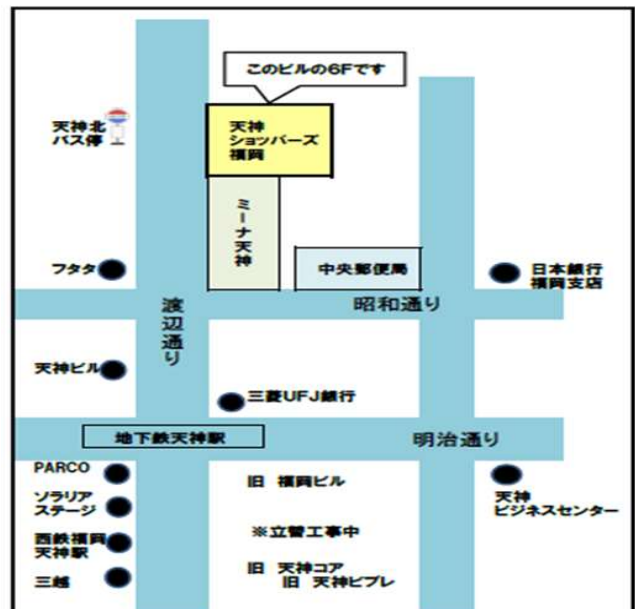 このビルの6Fです
天神北
バス停
天神
ショッパーズ
福岡
ミーナ天神
フタタ
中央郵便局
日本銀行
福岡支店
渡辺通り
昭和通り
天神ビル
三菱UFJ銀行
地下鉄天神駅
明治通り
PARCO
旧 福岡ビル
ソラリア
ステージ
天神
ビジネスセンター
西鉄福岡
天神駅
※立替工事中
三越
旧 天神コア
旧 天神ビブレ